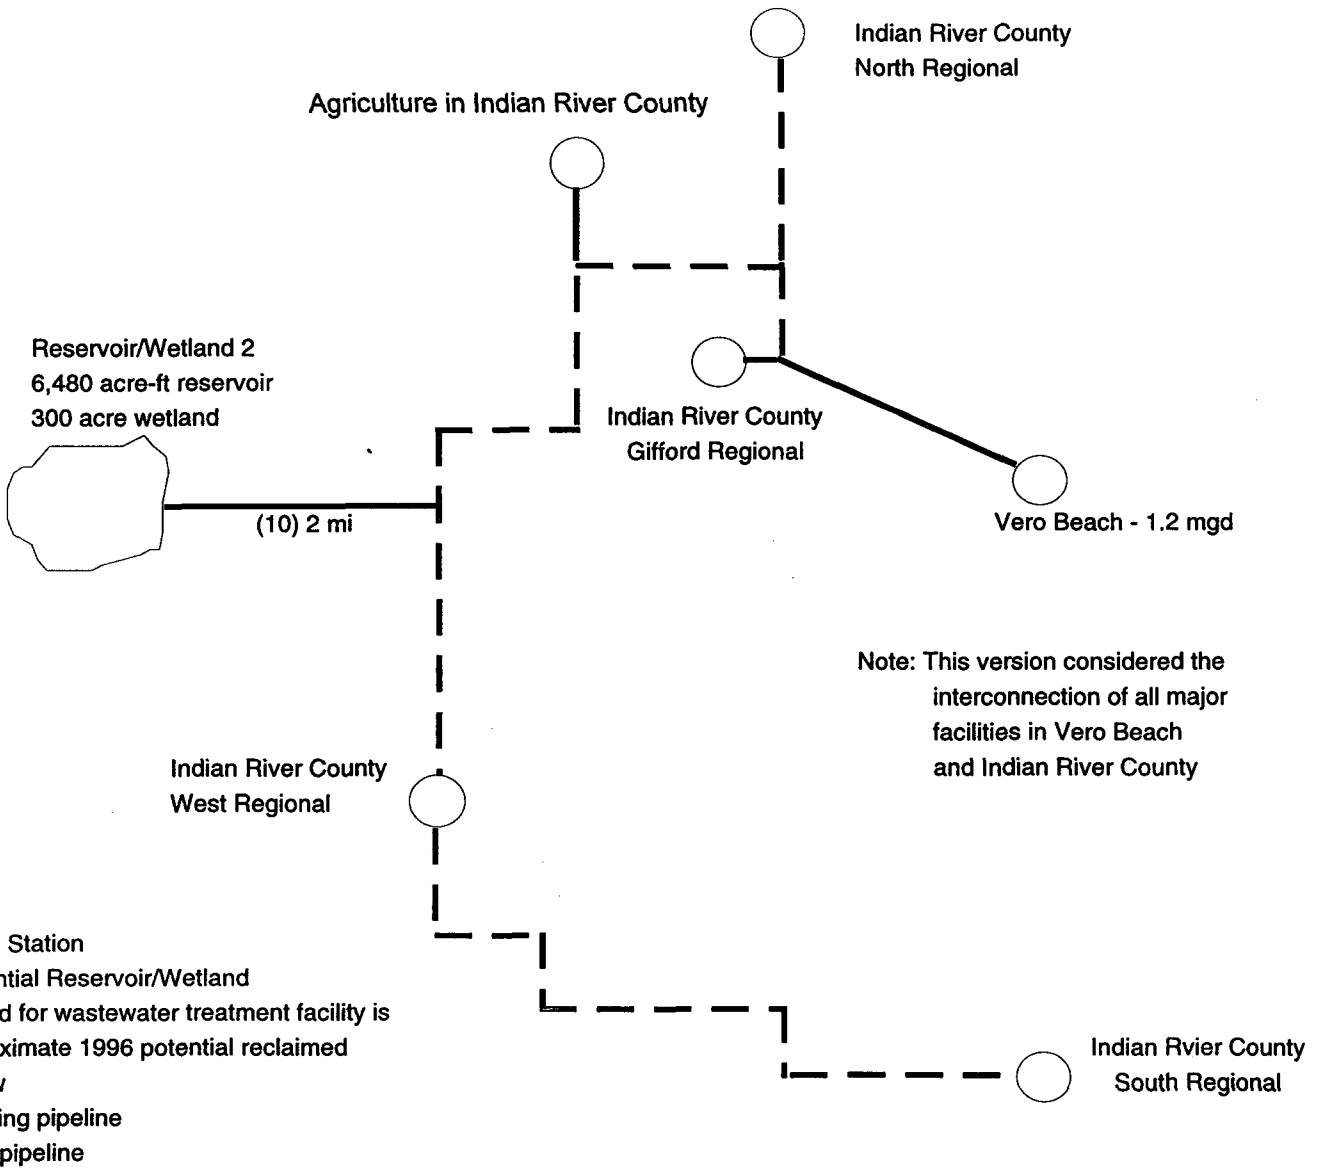 Indian River County
North Regional
Agriculture in Indian River County
Reservoir/Wetland 2
6,480 acre-ft reservoir
300 acre wetland
Indian River County
Gifford Regional
(10) 2 mi
Vero Beach - 1.2 mgd
Note: This version considered the
interconnection of all major
facilities in Vero Beach
and Indian River County
Indian River County
West Regional
Station
Reservoir/Wetland
for wastewater treatment facility is
1996 potential reclaimed
pipeline
pipeline
Indian Rvier County
South Regional